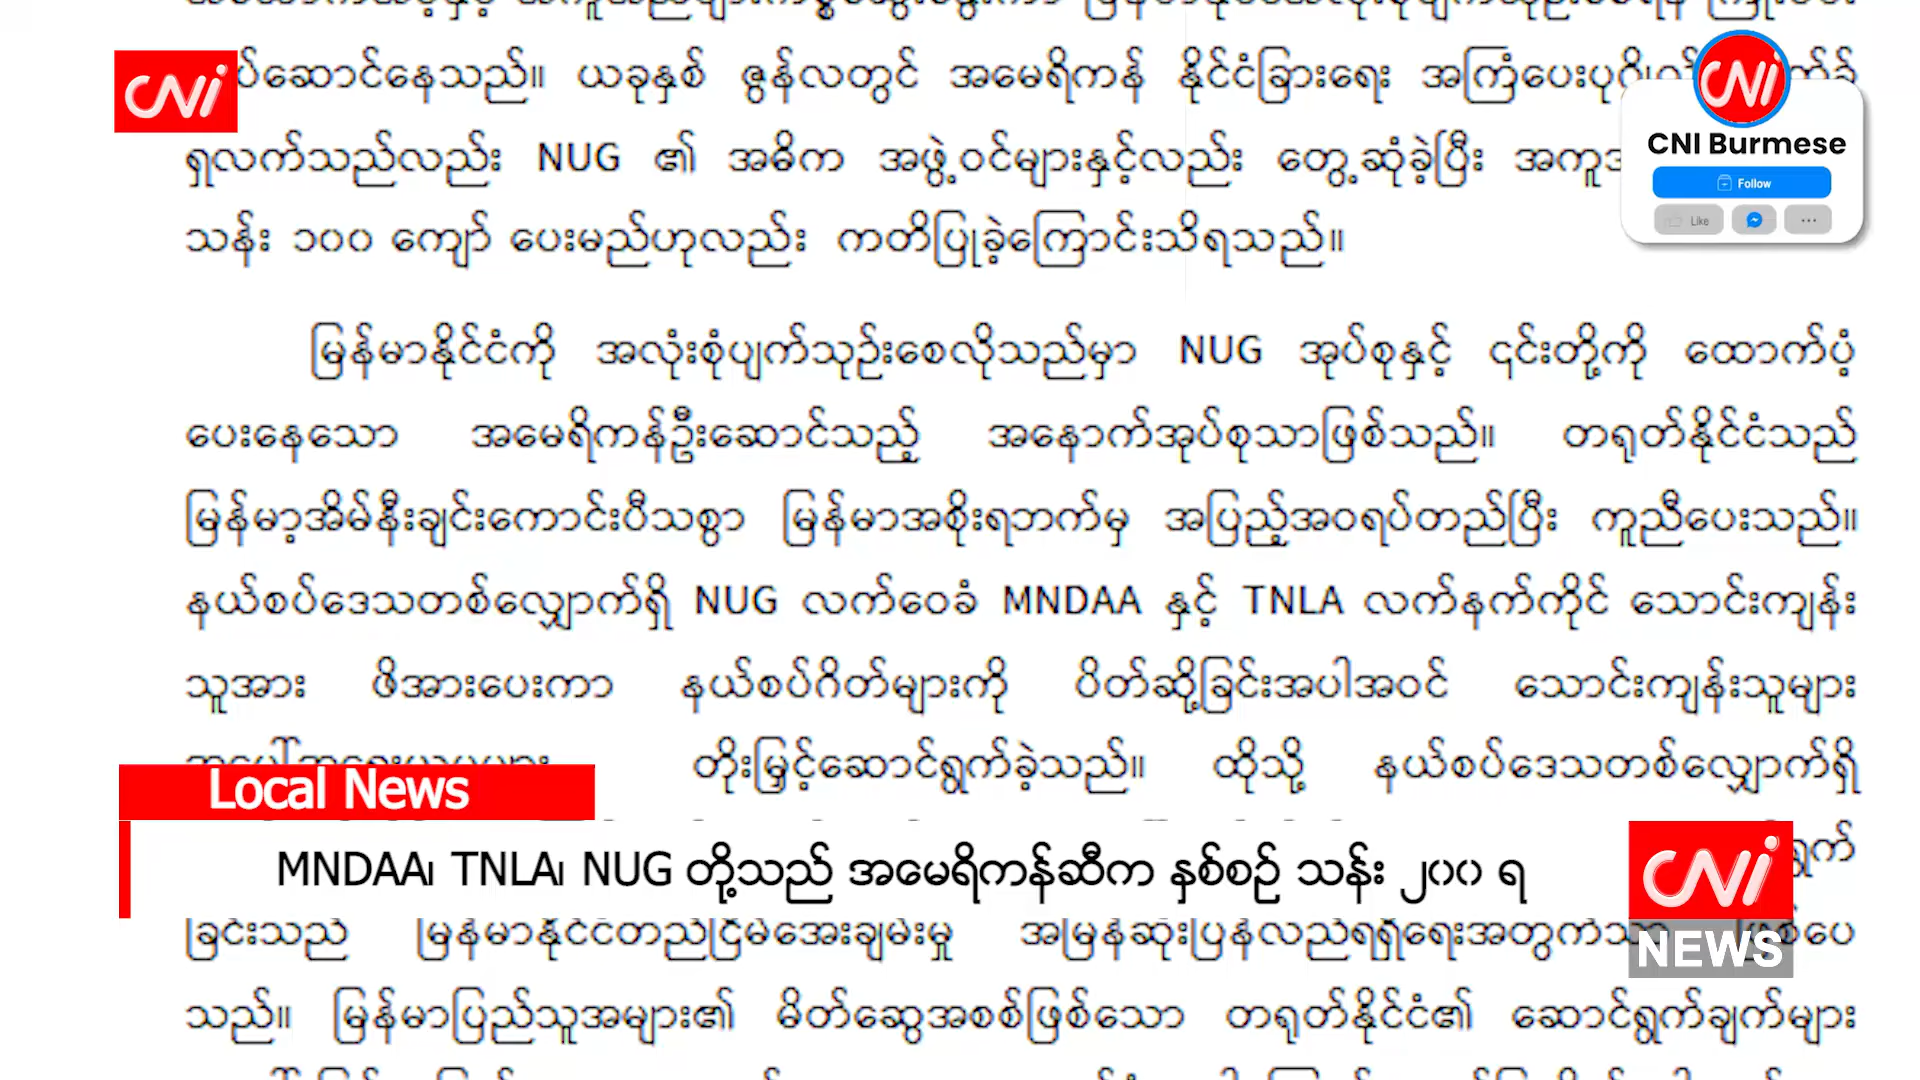 CNi
ပ်ဆောင်နေသည်။ ယခုနှစ် ဇွန်လတွင် အမေရိကန် နိုင်ငံခြားရေး
CNi
CNI Burmese
Follow
Like
ရှလက်သည်လည်း NUG ၏ အဓိက အဖွဲ့ဝင်များနှင့်လည်း တွေ့ဆုံခဲ့ပြီး
သန်း ၁၀၀ ကျော် ပေးမည်ဟုလည်း ကတိပြုခဲ့ကြောင်းသိရသည်။
မြန်မာနိုင်ငံကို အလုံးစုံပျက်သုဉ်းစေလိုသည်မှာ NUG အုပ်စုနှင့် ၎င်းတို့ကို ထောက်ပံ့
ပေးနေသော အမေရိကန်ဦးဆောင်သည့် အနောက်အုပ်စုသာဖြစ်သည်။ တရုတ်နိုင်ငံသည်
မြန်မာ့အိမ်နီးချင်းကောင်းပီသစွာ မြန်မာအစိုးရဘက်မှ အပြည့်အဝရပ်တည်ပြီး ကူညီပေးသည်။
နယ်စပ်ဒေသတစ်လျှောက်ရှိ NUG လက်ဝေခံ MNDAA နှင့် TNLA လက်နက်ကိုင် သောင်းကျန်း
သူအား ဖိအားပေးကာ နယ်စပ်ဂိတ်များကို ပိတ်ဆို့ခြင်းအပါအဝင် သောင်းကျန်းသူများ
တိုးမြှင့်ဆောင်ရွက်ခဲ့သည်။ ထိုသို့ နယ်စပ်ဒေသတစ်လျှောက်ရှိ
Local News
MNDAA၊ TNLA၊ NUG တို့သည် အမေရိကန်ဆီက နှစ်စဉ် သန်း ၂၀၀ ရ
CNi
NEWS
ခြင်းသည် မြန်မာနိုင်ငံတည်ငြိမ်အေးချမ်းမှု အမြန်ဆုံးပြန်လည်ရရှိရေးအတွက်သာ ဖြစ်ပေ
သည်။ မြန်မာပြည်သူအများ၏ မိတ်ဆွေအစစ်ဖြစ်သော တရုတ်နိုင်ငံ၏ ဆောင်ရွက်ချက်များ